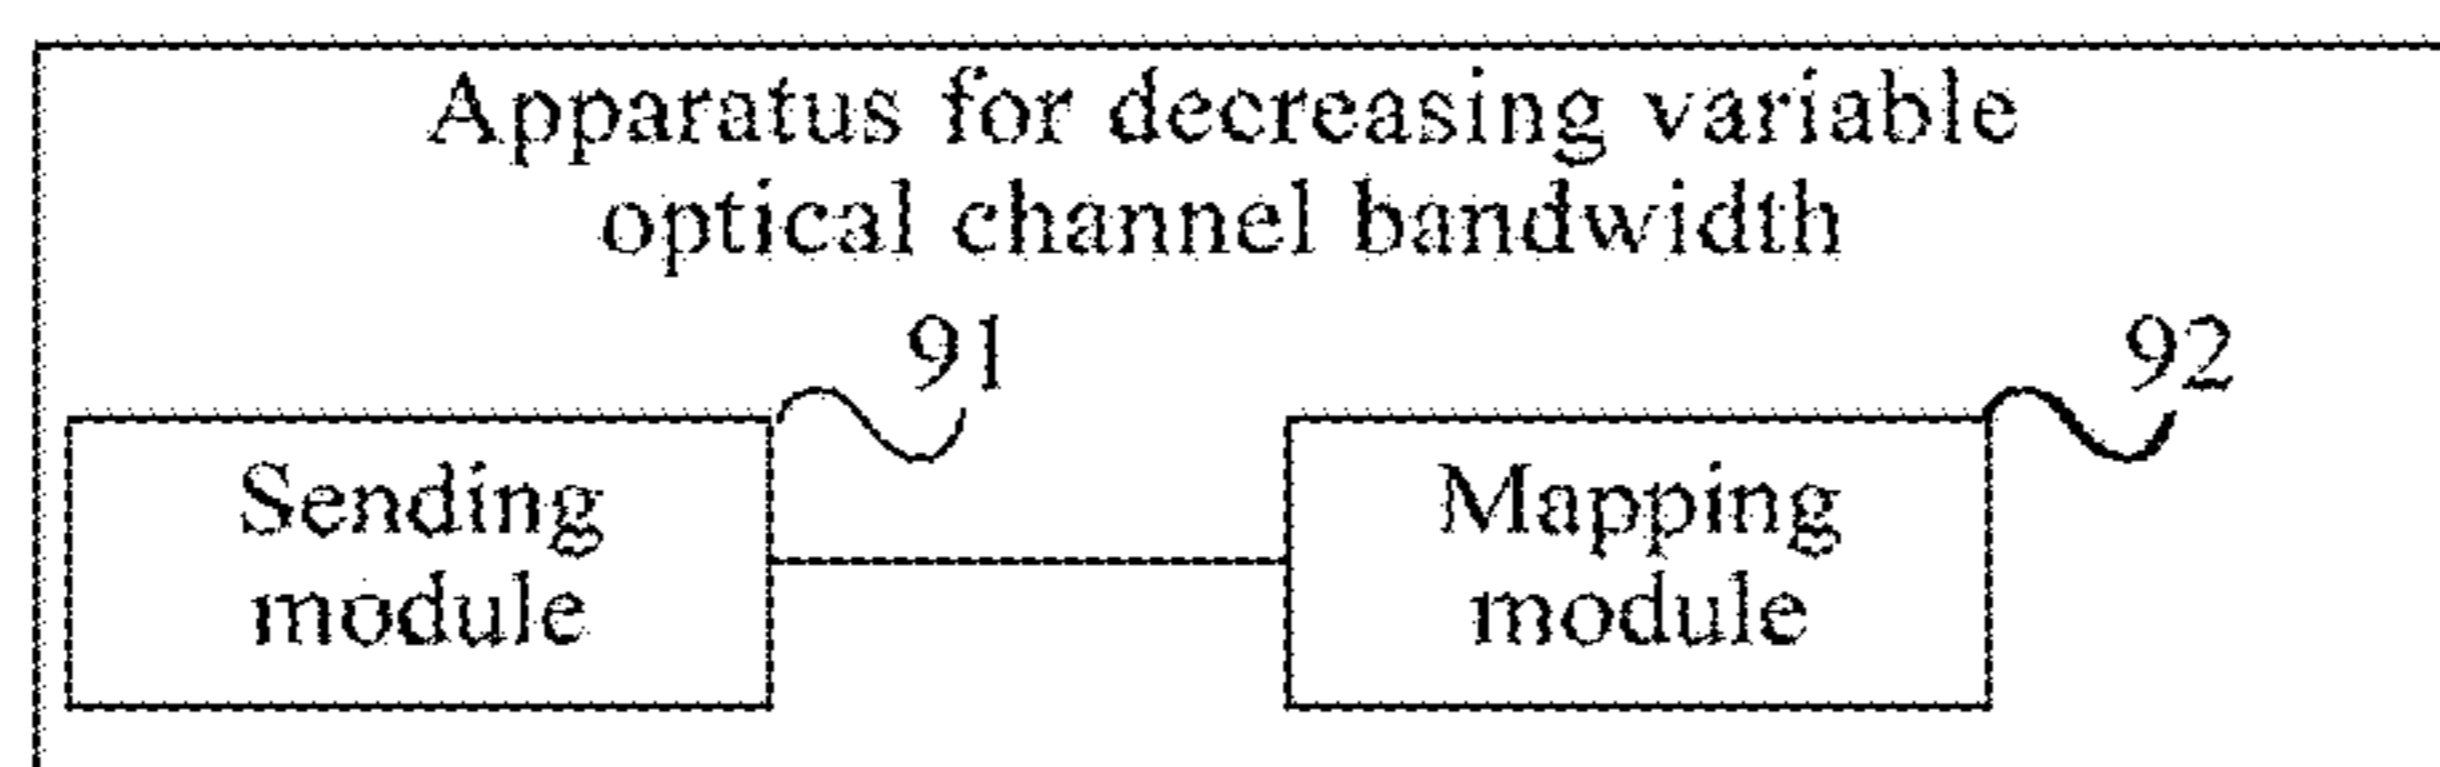 Apparatus for decreasing variable
optical channel bandwidth
91
92
Sending
module
Mapping
module